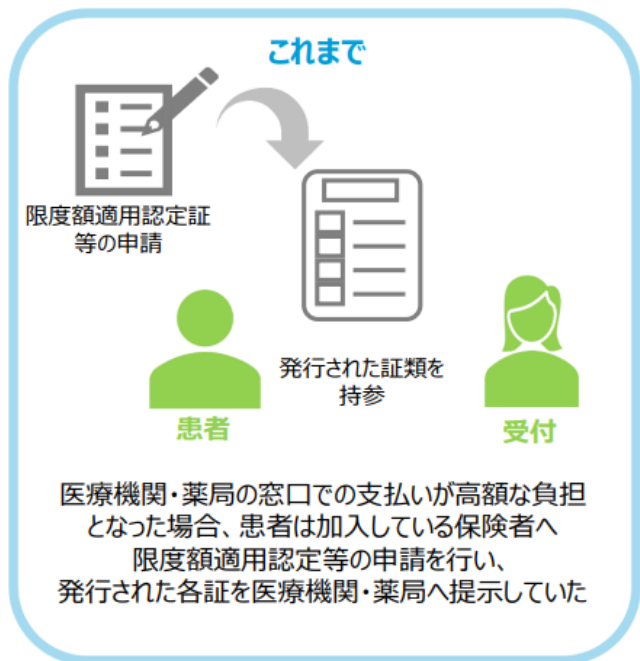 これまで
限度額適用認定証
等の申請
発行された証類を
持参
患者
受付
医療機関・薬局の窓口での支払いが高額な負担
となった場合、患者は加入している保険者へ
限度額適用認定等の申請を行い、
発行された各証を医療機関・薬局へ提示していた